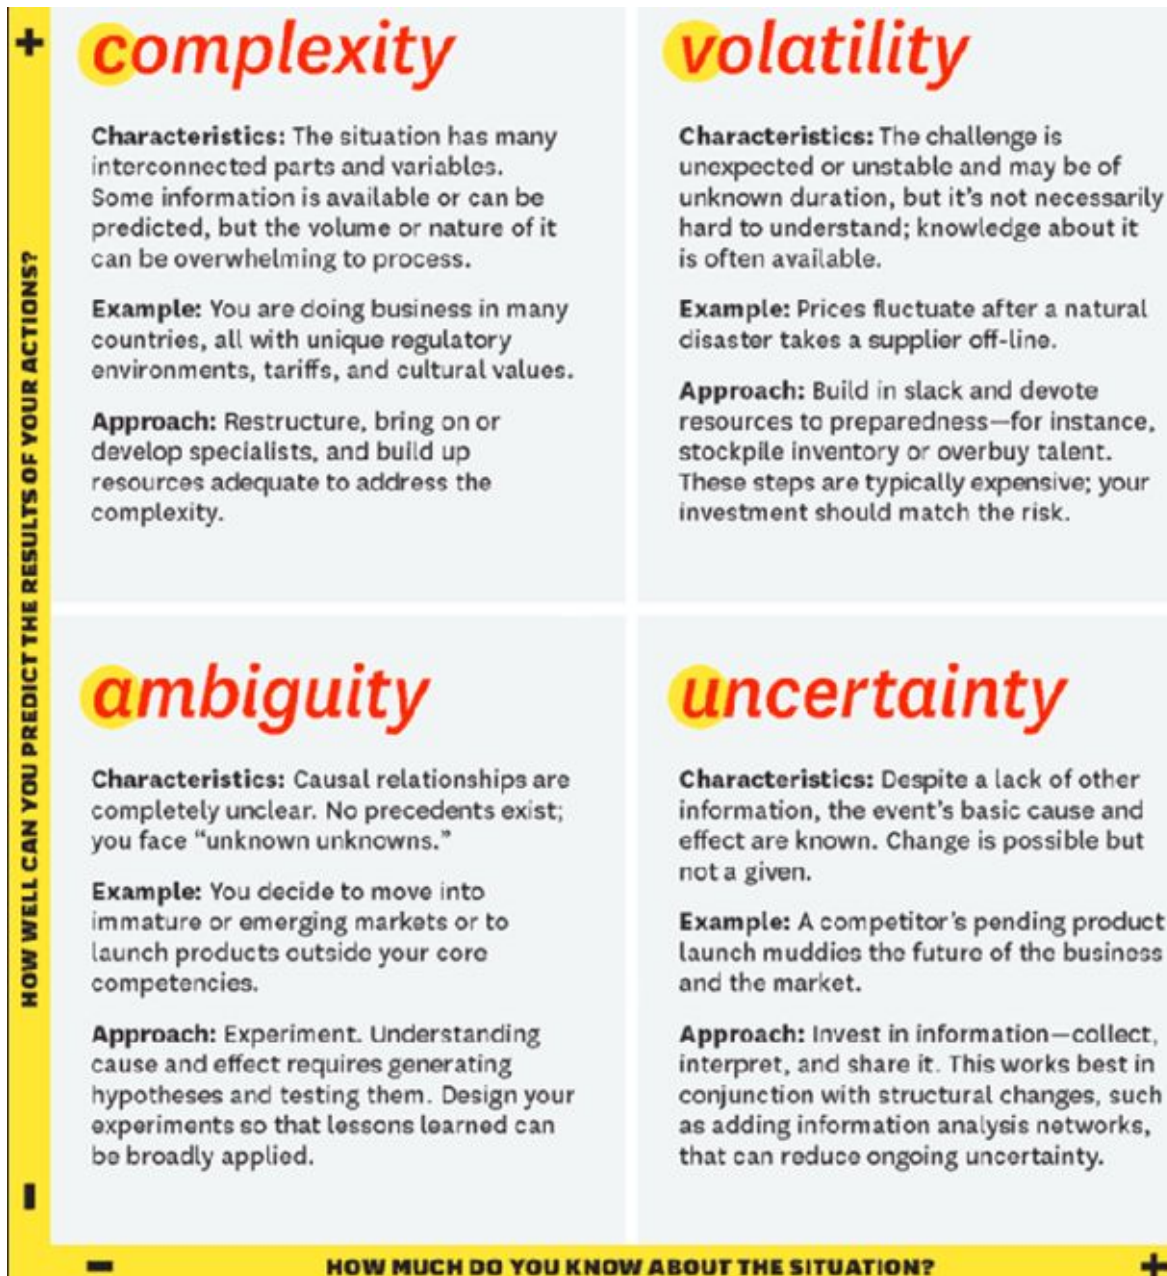 +
complexity
Characteristics: The situation has many
interconnected parts and variables.
Some information is available or can be
predicted, but the volume or nature of it
can be overwhelming to process.
Example: You are doing business in many
countries, all with unique regulatory
environments, tariffs, and cultural values.
Approach: Restructure, bring on or
develop specialists, and build up
resources adequate to address the
complexity.
volatility
Characteristics: The challenge is
unexpected or unstable and may be of
unknown duration, but it's not necessarily
hard to understand; knowledge about it
is often available.
Example: Prices fluctuate after a natural
disaster takes a supplier off-line.
Approach: Build in slack and devote
resources to preparedness—for instance,
stockpile inventory or overbuy talent.
These steps are typically expensive; your
investment should match the risk.
HOW WELL CAN YOU PREDICT THE RESULTS OF YOUR ACTIONS?
ambiguity
Characteristics: Causal relationships are
completely unclear. No precedents exist;
you face “unknown unknowns.”
Example: You decide to move into
immature or emerging markets or to
launch products outside your core
competencies.
Approach: Experiment. Understanding
cause and effect requires generating
hypotheses and testing them. Design your
experiments so that lessons learned can
be broadly applied.
uncertainty
Characteristics: Despite a lack of other
information, the event's basic cause and
effect are known. Change is possible but
not a given.
Example: A competitor's pending product
launch muddies the future of the business
and the market.
Approach: Invest in information—collect,
interpret, and share it. This works best in
conjunction with structural changes, such
as adding information analysis networks,
that can reduce ongoing uncertainty.
-
- HOW MUCH DO YOU KNOW ABOUT THE SITUATION? +